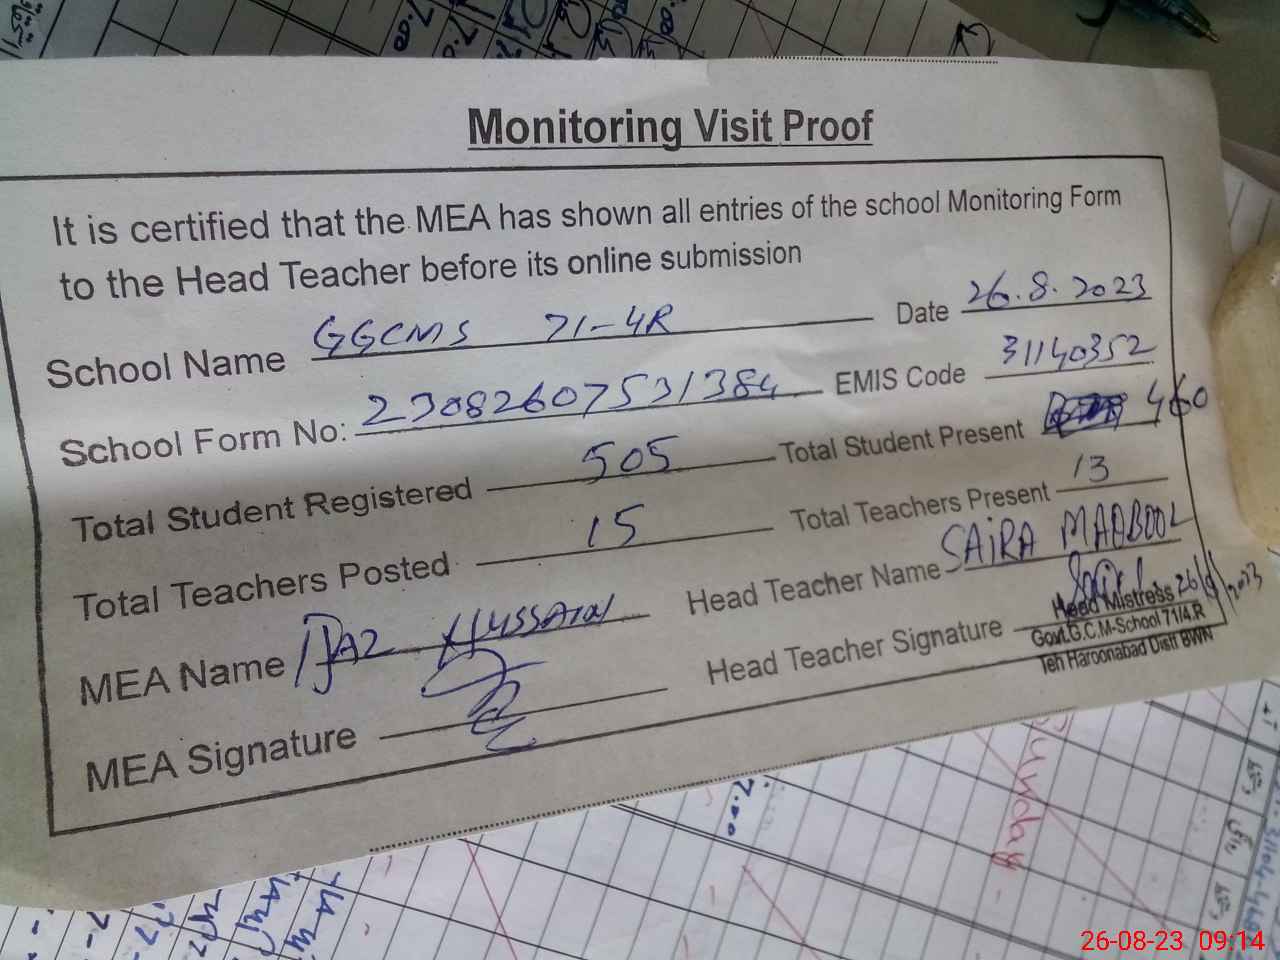 Monitoring Visit Proof
It is certified that the MEA has shown all entries of the school Monitoring Form
to the Head Teacher before its online submission
School Name GGCMS 71-4R Date 26.8.2023
School Form No: 23082607531384 EMIS Code 31140352
Total Student Registered 505 Total Student Present 460
Total Teachers Posted 15 Total Teachers Present 13
MEA Name IJAZ HUSSAIN Head Teacher Name SAIRA MAQBOOL
MEA Signature Head Teacher Signature
Head Mistress 26/8/2023
Govt.G.C.M-School 71/4.R
Teh Haroonabad Distt BWN
Sunday
7.00
26-08-23 09:14